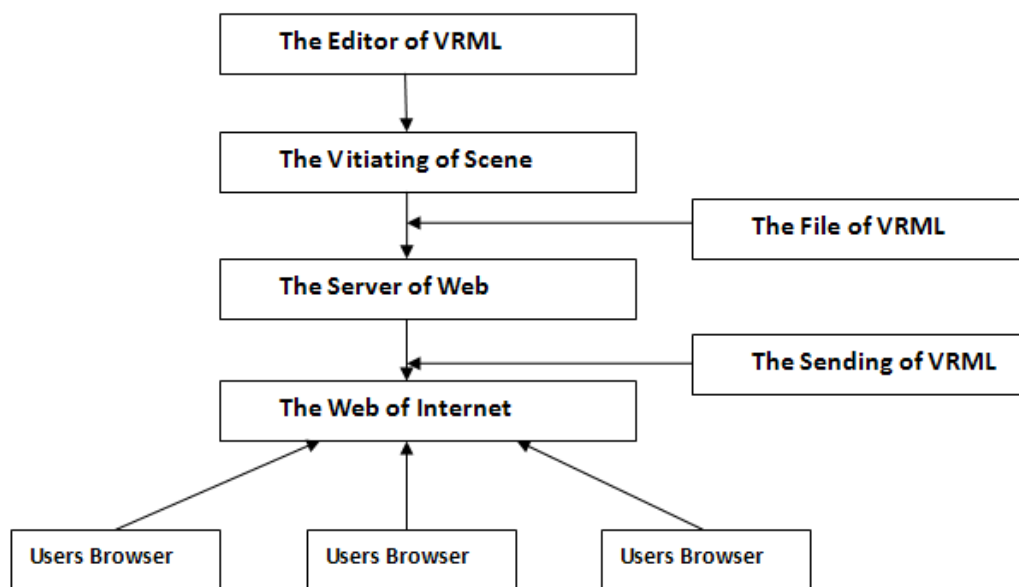 The Editor of VRML
The Vitiating of Scene
The File of VRML
The Server of Web
The Sending of VRML
The Web of Internet
Users Browser
Users Browser
Users Browser